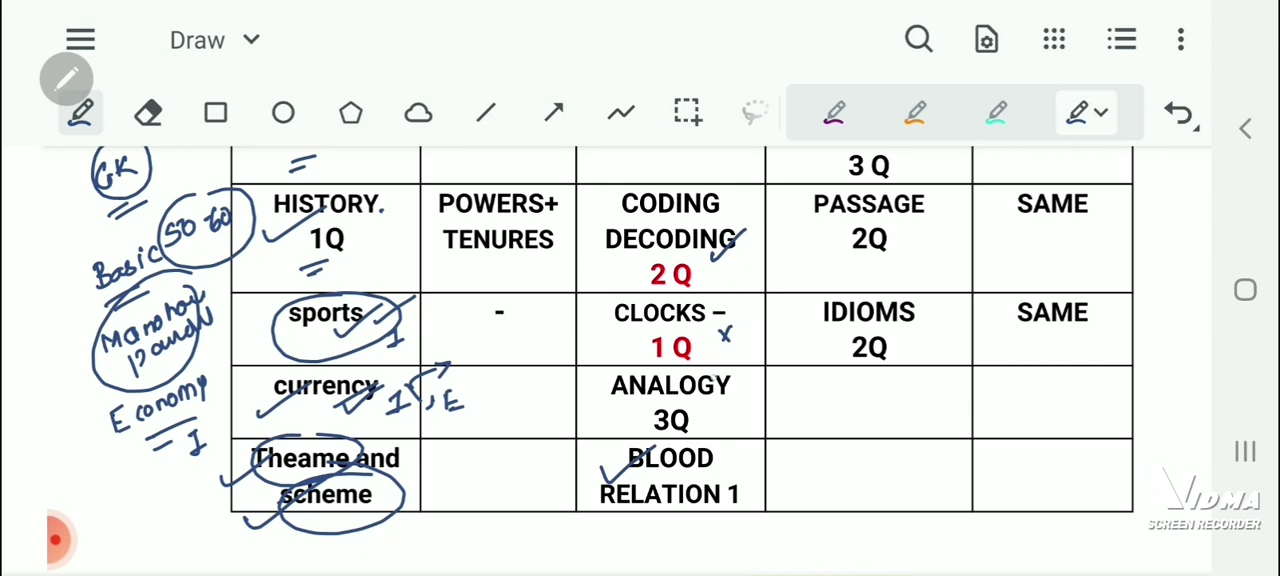 Draw
GK
3 Q
Basic 50-60
HISTORY.
1Q
POWERS+
TENURES
CODING
DECODING
2 Q
PASSAGE
2Q
SAME
sports
I
-
CLOCKS –
1 Q
x
IDIOMS
2Q
SAME
Economy
I
currency
I, E
ANALOGY
3Q
Theame and
scheme
BLOOD
RELATION 1
VIDMA
SCREEN RECORDER